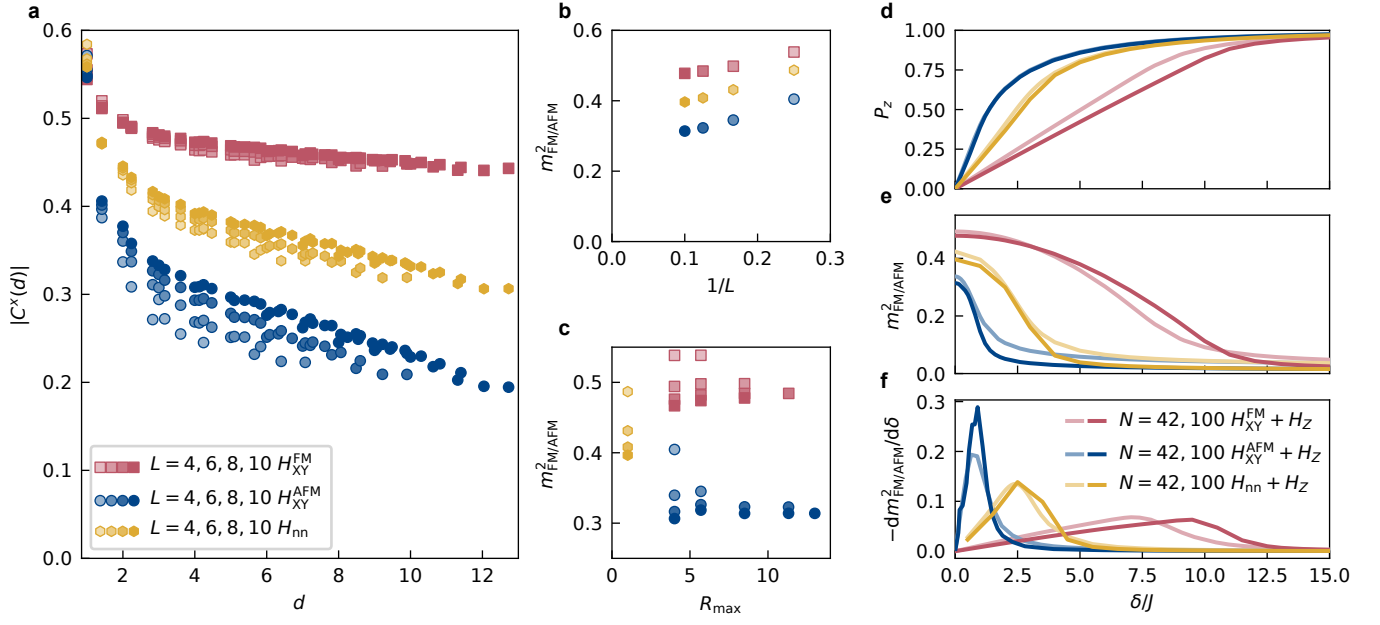 a
0.6
0.5
0.4
0.3
0.2
0.1
0.0
|Cˣ(d)|
2
4
6
8
10
12
d
L = 4, 6, 8, 10 H_XY^FM
L = 4, 6, 8, 10 H_XY^AFM
L = 4, 6, 8, 10 H_nn
b
0.6
0.4
0.2
0.0
m²_FM/AFM
0.0
0.1
0.2
0.3
1/L
c
0.5
0.4
0.3
m²_FM/AFM
0
5
10
R_max
d
1.00
0.75
0.50
0.25
0.00
P_z
e
0.4
0.2
0.0
m²_FM/AFM
f
0.3
0.2
0.1
0.0
−dm²_FM/AFM/dδ
N = 42, 100 H_XY^FM + H_Z
N = 42, 100 H_XY^AFM + H_Z
N = 42, 100 H_nn + H_Z
0.0
2.5
5.0
7.5
10.0
12.5
15.0
δ/J